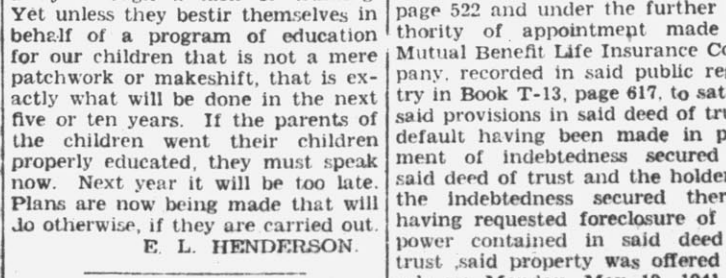 Yet unless they bestir themselves in
behalf of a program of education
for our children that is not a mere
patchwork or makeshift, that is ex-
actly what will be done in the next
five or ten years. If the parents of
the children went their children
properly educated, they must speak
now. Next year it will be too late.
Plans are now being made that will
do otherwise, if they are carried out.
E. L. HENDERSON.
page 522 and under the further
thority of appointment made
Mutual Benefit Life Insurance Co
pany, recorded in said public re
try in Book T-13, page 617, to sat
said provisions in said deed of tru
default having been made in p
ment of indebtedness secured
said deed of trust and the holder
the indebtedness secured ther
having requested foreclosure of
power contained in said deed
trust ,said property was offered